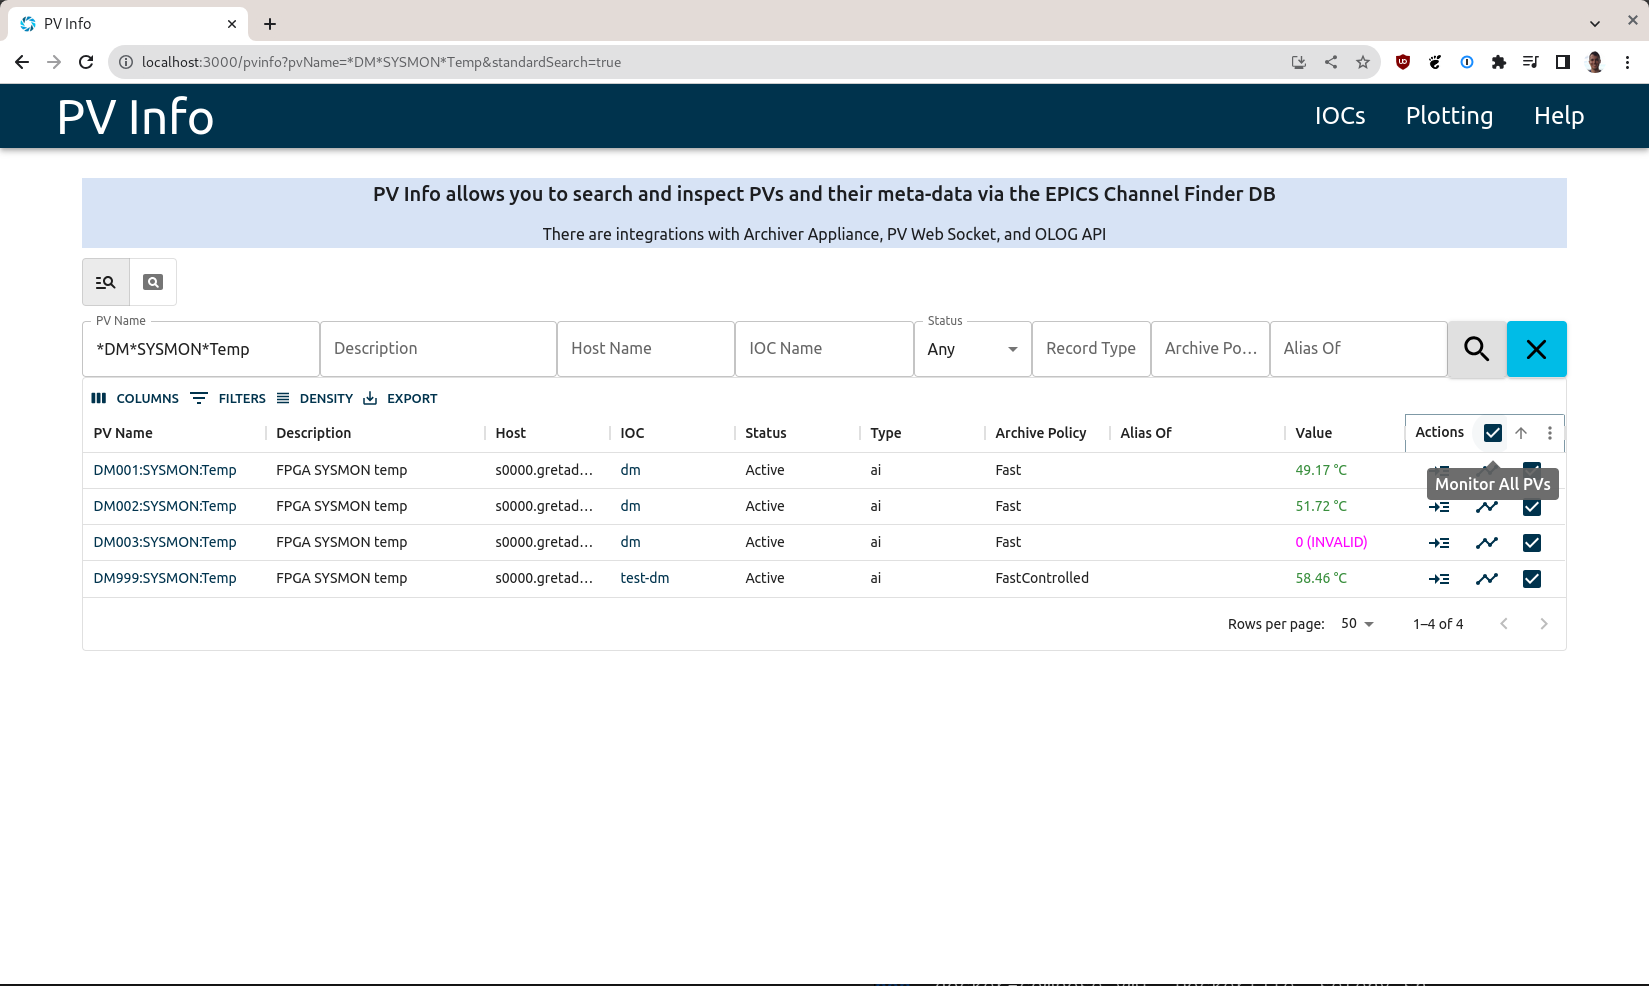 PV Info
localhost:3000/pvinfo?pvName=*DM*SYSMON*Temp&standardSearch=true
PV Info
IOCs Plotting Help
PV Info allows you to search and inspect PVs and their meta-data via the EPICS Channel Finder DB
There are integrations with Archiver Appliance, PV Web Socket, and OLOG API
PV Name Status
*DM*SYSMON*Temp Description Host Name IOC Name Any Record Type Archive Po… Alias Of
COLUMNS FILTERS DENSITY EXPORT
PV Name Description Host IOC Status Type Archive Policy Alias Of Value Actions
DM001:SYSMON:Temp FPGA SYSMON temp s0000.gretad… dm Active ai Fast 49.17 °C
Monitor All PVs
DM002:SYSMON:Temp FPGA SYSMON temp s0000.gretad… dm Active ai Fast 51.72 °C
DM003:SYSMON:Temp FPGA SYSMON temp s0000.gretad… dm Active ai Fast 0 (INVALID)
DM999:SYSMON:Temp FPGA SYSMON temp s0000.gretad… test-dm Active ai FastControlled 58.46 °C
Rows per page: 50 1–4 of 4